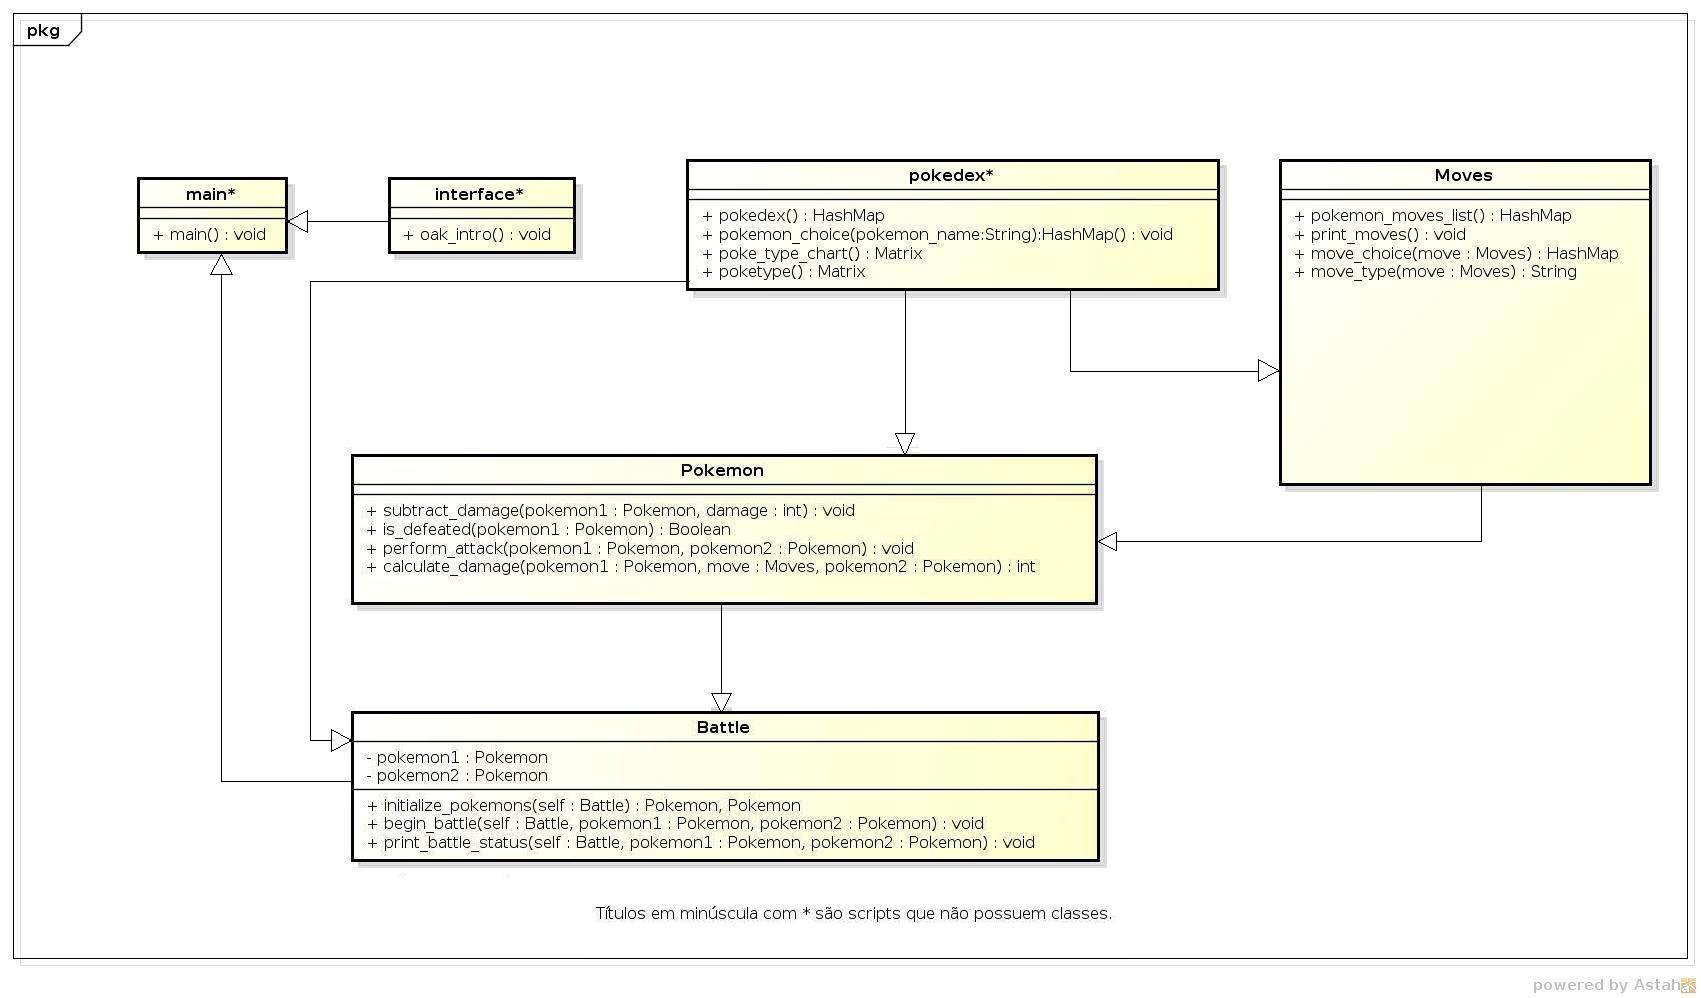 pkg
main*
+ main() : void
interface*
+ oak_intro() : void
pokedex*
+ pokedex() : HashMap
+ pokemon_choice(pokemon_name:String):HashMap() : void
+ poke_type_chart() : Matrix
+ poketype() : Matrix
Moves
+ pokemon_moves_list() : HashMap
+ print_moves() : void
+ move_choice(move : Moves) : HashMap
+ move_type(move : Moves) : String
Pokemon
+ subtract_damage(pokemon1 : Pokemon, damage : int) : void
+ is_defeated(pokemon1 : Pokemon) : Boolean
+ perform_attack(pokemon1 : Pokemon, pokemon2 : Pokemon) : void
+ calculate_damage(pokemon1 : Pokemon, move : Moves, pokemon2 : Pokemon) : int
Battle
- pokemon1 : Pokemon
- pokemon2 : Pokemon
+ initialize_pokemons(self : Battle) : Pokemon, Pokemon
+ begin_battle(self : Battle, pokemon1 : Pokemon, pokemon2 : Pokemon) : void
+ print_battle_status(self : Battle, pokemon1 : Pokemon, pokemon2 : Pokemon) : void
Títulos em minúscula com * são scripts que não possuem classes.
powered by Astah